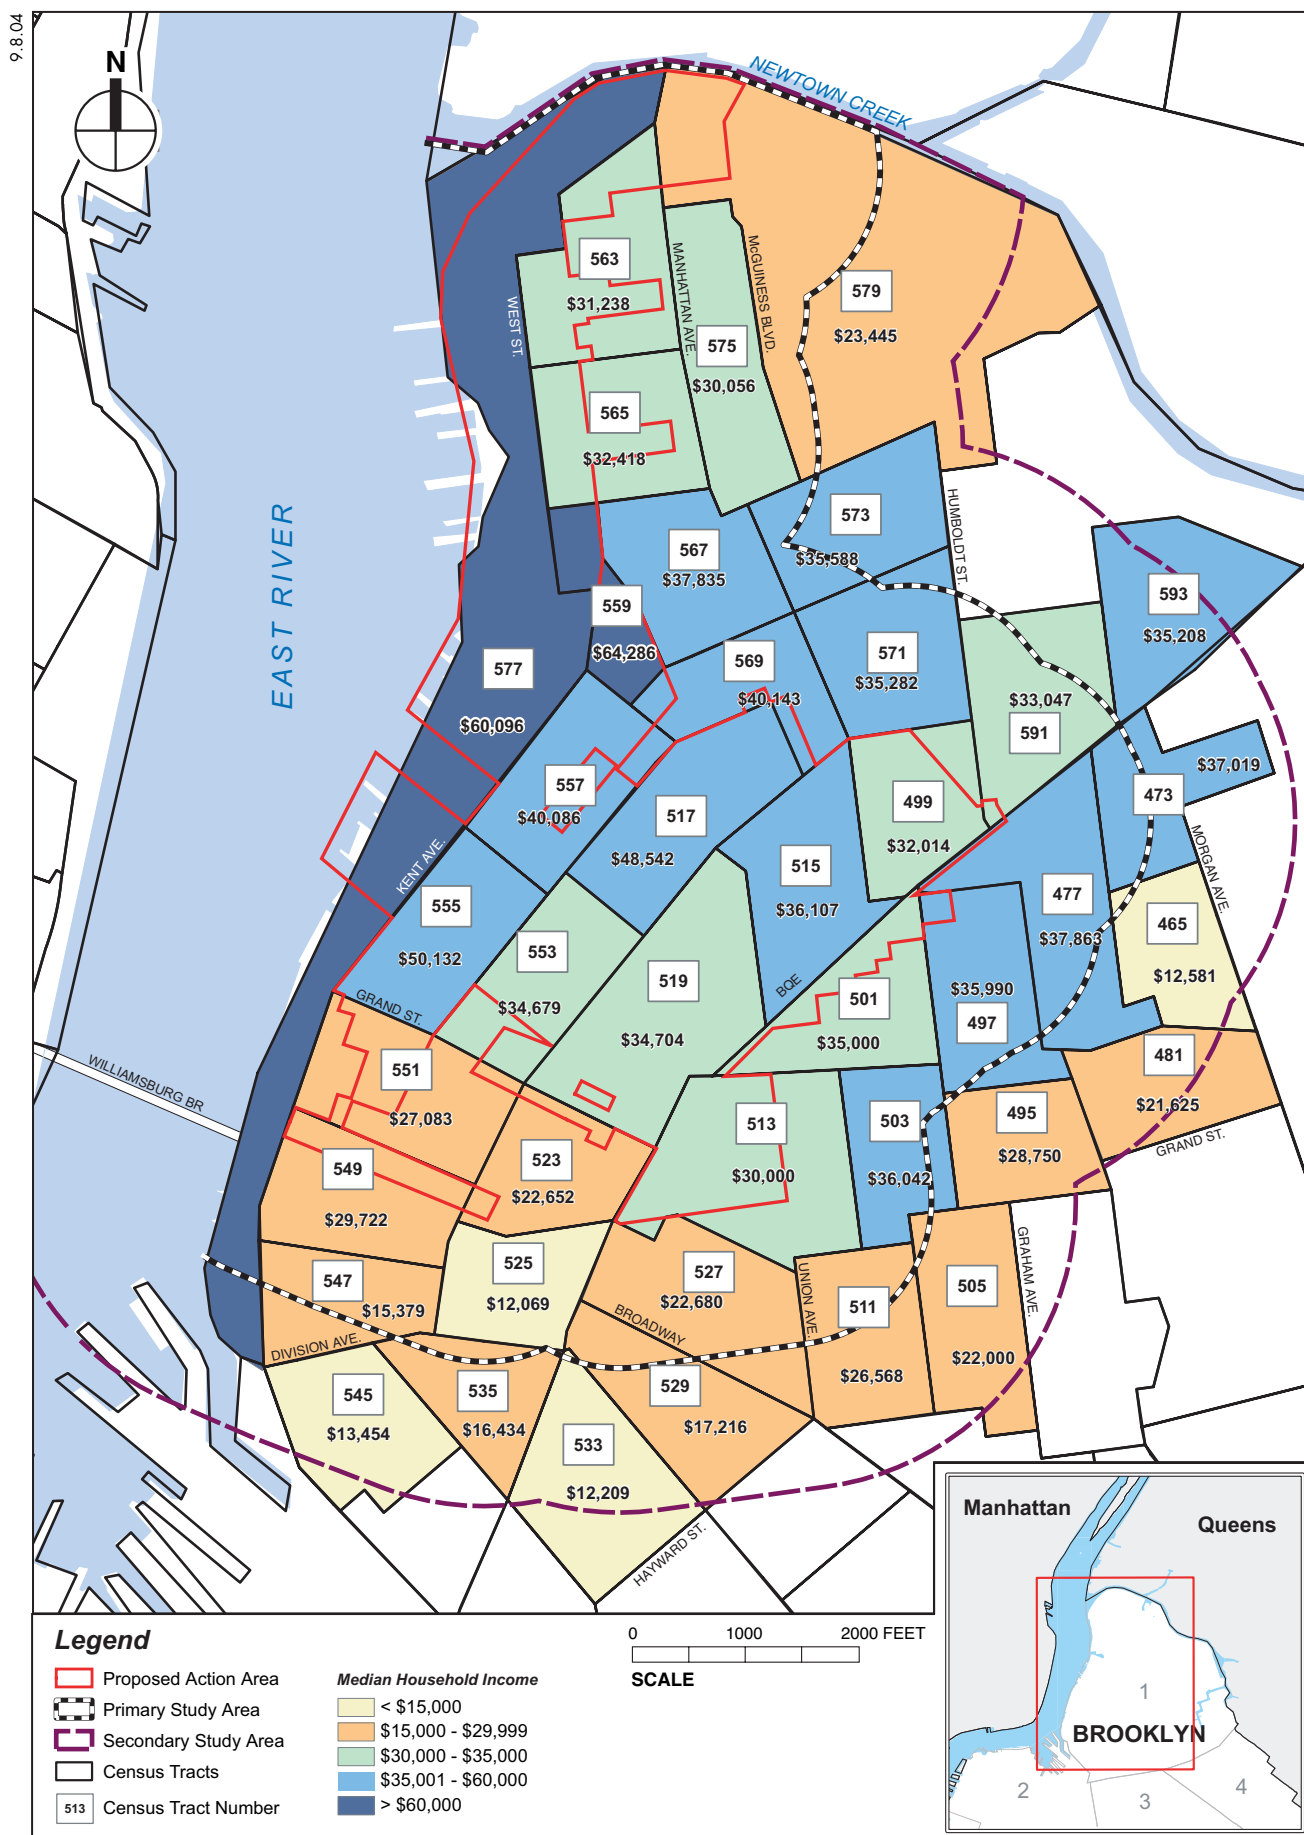 9.8.04
N
NEWTOWN CREEK
EAST RIVER
WEST ST.
MANHATTAN AVE.
McGUINESS BLVD.
563
$31,238
579
$23,445
575
$30,056
565
$32,418
HUMBOLDT ST.
573
$35,588
567
$37,835
593
$35,208
559
$64,286
577
$60,096
569
$40,143
571
$35,282
$33,047
591
$37,019
473
557
$40,086
517
$48,542
499
$32,014
MORGAN AVE.
KENT AVE.
515
$36,107
477
$37,863
465
$12,581
555
$50,132
553
$34,679
519
$34,704
BQE
501
$35,000
$35,990
497
GRAND ST.
WILLIAMSBURG BR
551
$27,083
481
$21,625
GRAND ST.
513
$30,000
503
$36,042
495
$28,750
549
$29,722
523
$22,652
525
$12,069
527
$22,680
UNION AVE.
GRAHAM AVE.
547
$15,379
511
$26,568
505
$22,000
BROADWAY
DIVISION AVE.
545
$13,454
535
$16,434
529
$17,216
533
$12,209
HAYWARD ST.
Manhattan
Queens
1
BROOKLYN
2
3
4
Legend
Proposed Action Area
Primary Study Area
Secondary Study Area
Census Tracts
513 Census Tract Number
Median Household Income
< $15,000
$15,000 - $29,999
$30,000 - $35,000
$35,001 - $60,000
> $60,000
0 1000 2000 FEET
SCALE